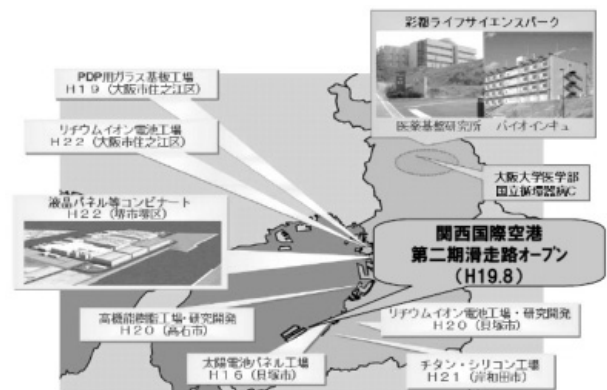 彩都ライフサイエンスパーク
医薬基盤研究所 バイオインキュ
PDP用ガラス基板工場
H19 (大阪市住之江区)
リチウムイオン電池工場
H22 (大阪市住之江区)
大阪大学医学部
国立循環器病C
液晶パネル等コンビナート
H22 (堺市堺区)
関西国際空港
第二期滑走路オープン
(H19.8)
高機能樹脂工場・研究開発
H20 (高石市)
リチウムイオン電池工場・研究開発
H20 (貝塚市)
太陽電池パネル工場
H16 (貝塚市)
チタン・シリコン工場
H21 (岸和田市)